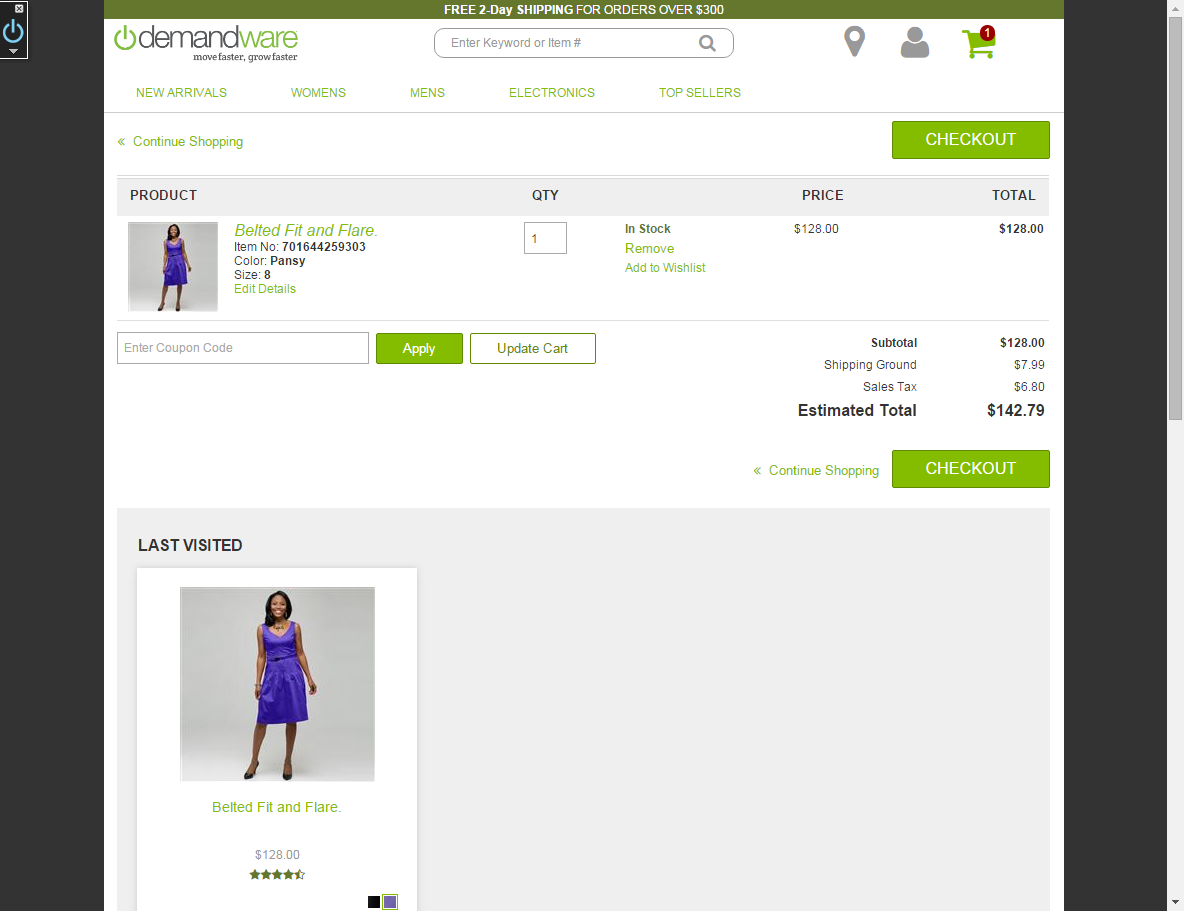 FREE 2-Day SHIPPING FOR ORDERS OVER $300
demandware
move faster, grow faster
Enter Keyword or Item #
1
NEW ARRIVALS WOMENS MENS ELECTRONICS TOP SELLERS
« Continue Shopping CHECKOUT
PRODUCT QTY PRICE TOTAL
Belted Fit and Flare.
Item No: 701644259303
Color: Pansy
Size: 8
Edit Details
1
In Stock
Remove
Add to Wishlist
$128.00
$128.00
Enter Coupon Code Apply Update Cart
Subtotal $128.00
Shipping Ground $7.99
Sales Tax $6.80
Estimated Total $142.79
« Continue Shopping CHECKOUT
LAST VISITED
Belted Fit and Flare.
$128.00